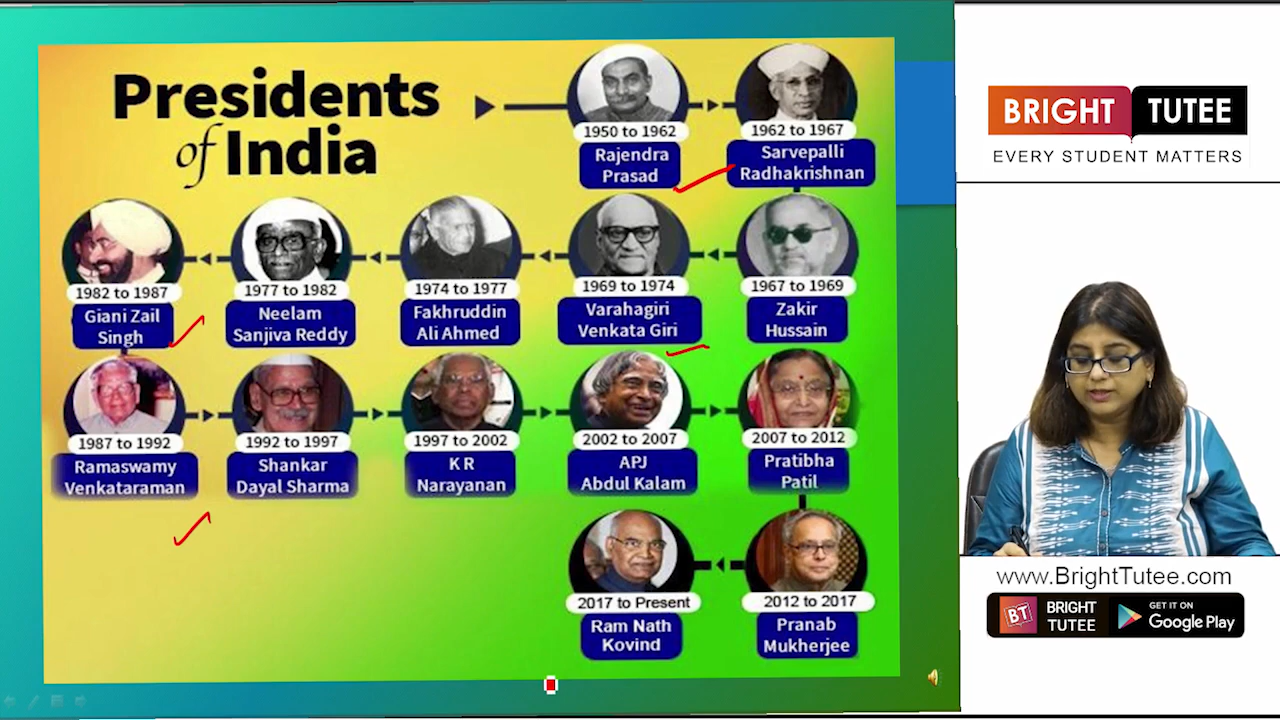 Presidents
of India
1950 to 1962
Rajendra
Prasad
1962 to 1967
Sarvepalli
Radhakrishnan
1982 to 1987
Giani Zail
Singh
1977 to 1982
Neelam
Sanjiva Reddy
1974 to 1977
Fakhruddin
Ali Ahmed
1969 to 1974
Varahagiri
Venkata Giri
1967 to 1969
Zakir
Hussain
1987 to 1992
Ramaswamy
Venkataraman
1992 to 1997
Shankar
Dayal Sharma
1997 to 2002
K R
Narayanan
2002 to 2007
APJ
Abdul Kalam
2007 to 2012
Pratibha
Patil
2017 to Present
Ram Nath
Kovind
2012 to 2017
Pranab
Mukherjee
BRIGHT TUTEE
EVERY STUDENT MATTERS
www.BrightTutee.com
BT
BRIGHT
TUTEE
GET IT ON
Google Play